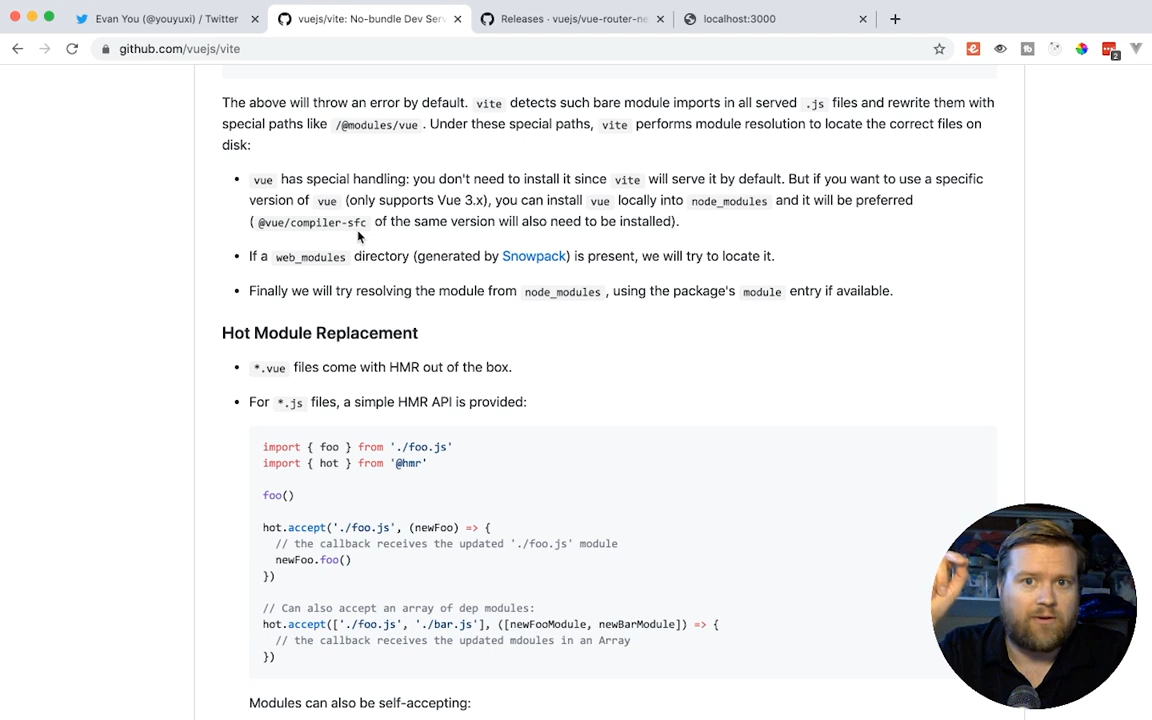 Evan You (@youyuxi) / Twitter
vuejs/vite: No-bundle Dev Serv
Releases · vuejs/vue-router-ne
localhost:3000
github.com/vuejs/vite
2
The above will throw an error by default. vite detects such bare module imports in all served .js files and rewrite them with
special paths like /@modules/vue . Under these special paths, vite performs module resolution to locate the correct files on
disk:
• vue has special handling: you don't need to install it since vite will serve it by default. But if you want to use a specific
version of vue (only supports Vue 3.x), you can install vue locally into node_modules and it will be preferred
( @vue/compiler-sfc of the same version will also need to be installed).
• If a web_modules directory (generated by Snowpack) is present, we will try to locate it.
• Finally we will try resolving the module from node_modules , using the package's module entry if available.
Hot Module Replacement
• *.vue files come with HMR out of the box.
• For *.js files, a simple HMR API is provided:
import { foo } from './foo.js'
import { hot } from '@hmr'
foo()
hot.accept('./foo.js', (newFoo) => {
// the callback receives the updated './foo.js' module
newFoo.foo()
})
// Can also accept an array of dep modules:
hot.accept(['./foo.js', './bar.js'], ([newFooModule, newBarModule]) => {
// the callback receives the updated mdoules in an Array
})
Modules can also be self-accepting: